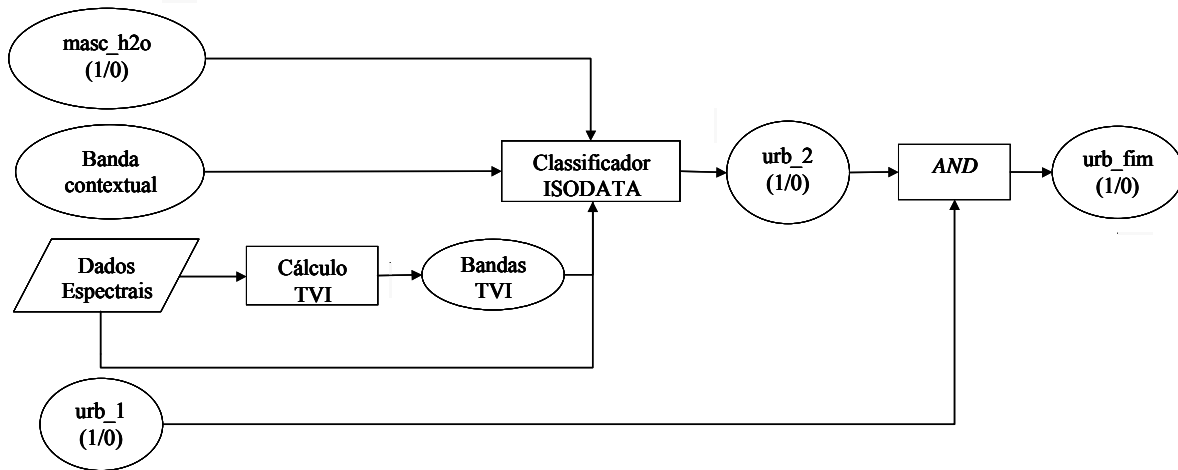 masc_h2o
(1/0)
Banda
contextual
Classificador
ISODATA
urb_2
(1/0)
AND
urb_fim
(1/0)
Dados
Espectrais
Cálculo
TVI
Bandas
TVI
urb_1
(1/0)